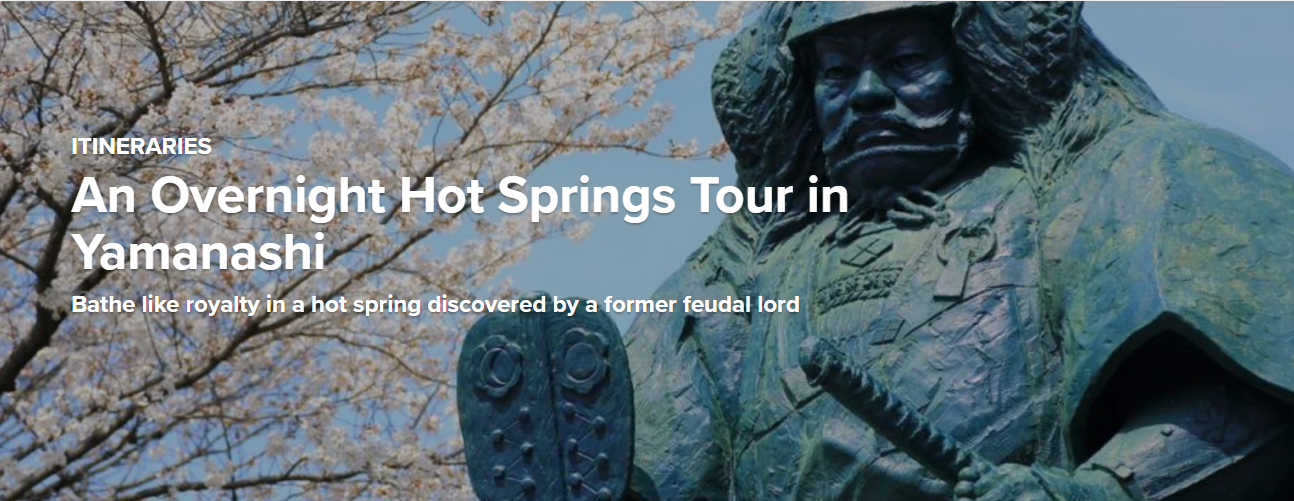 ITINERARIES
An Overnight Hot Springs Tour in
Yamanashi
Bathe like royalty in a hot spring discovered by a former feudal lord